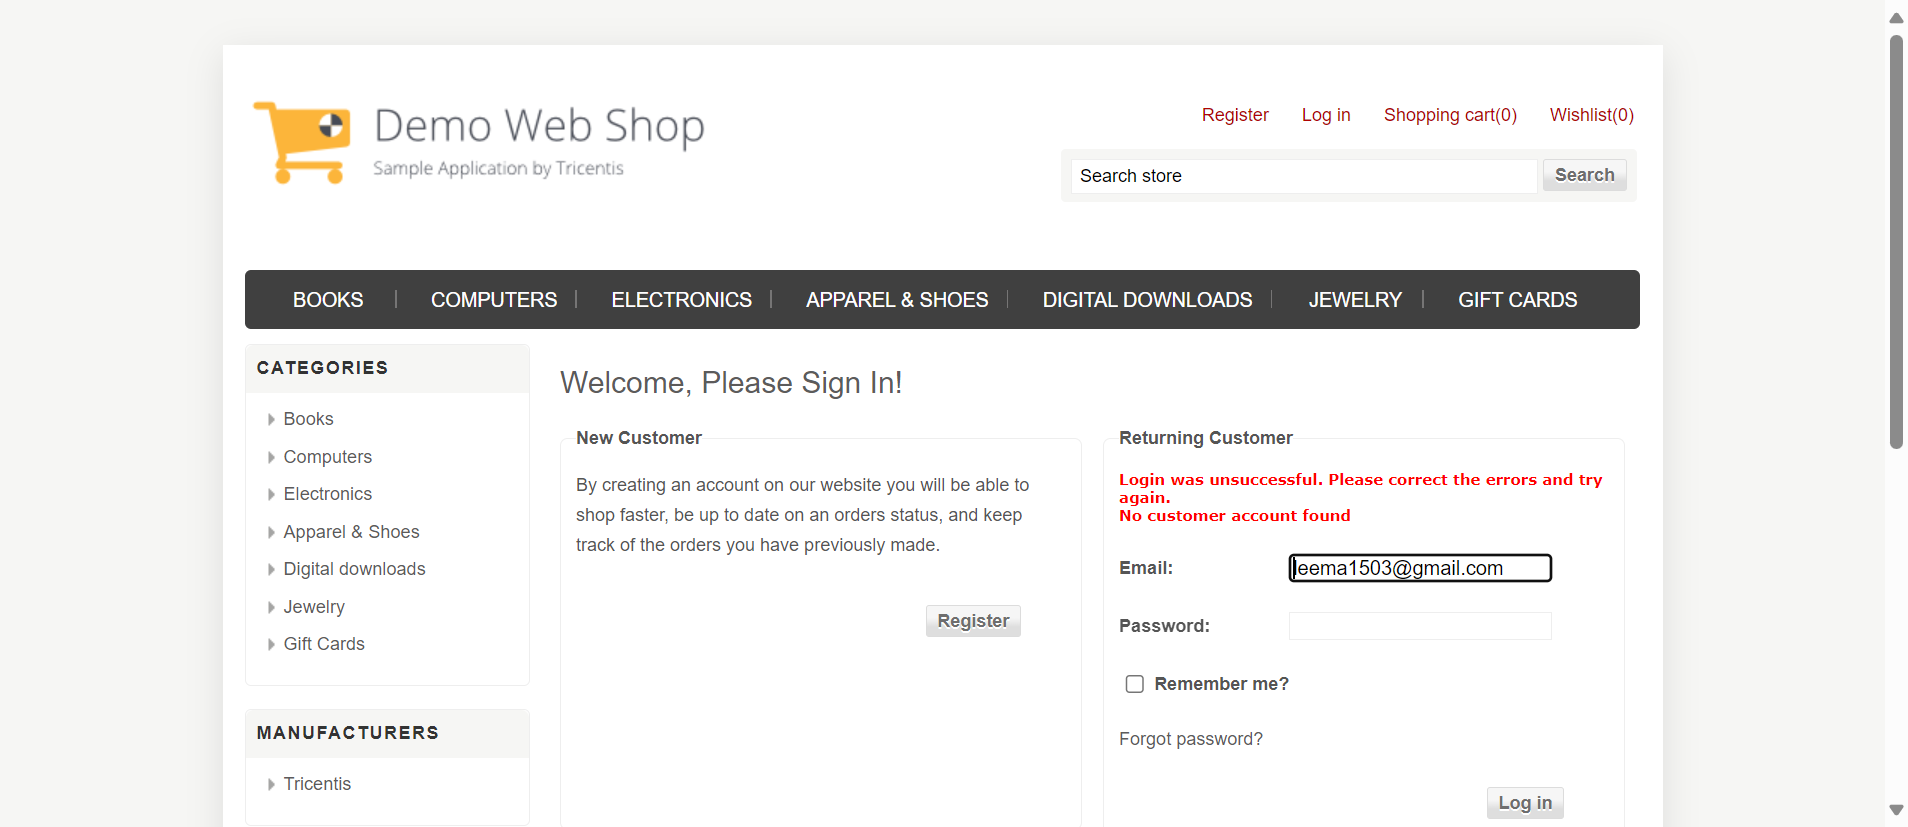 Demo Web Shop
Sample Application by Tricentis
Register Log in Shopping cart(0) Wishlist(0)
Search store Search
BOOKS COMPUTERS ELECTRONICS APPAREL & SHOES DIGITAL DOWNLOADS JEWELRY GIFT CARDS
CATEGORIES
Books
Computers
Electronics
Apparel & Shoes
Digital downloads
Jewelry
Gift Cards
MANUFACTURERS
Tricentis
Welcome, Please Sign In!
New Customer
By creating an account on our website you will be able to
shop faster, be up to date on an orders status, and keep
track of the orders you have previously made.
Register
Returning Customer
Login was unsuccessful. Please correct the errors and try
again.
No customer account found
Email: leema1503@gmail.com
Password:
Remember me?
Forgot password?
Log in